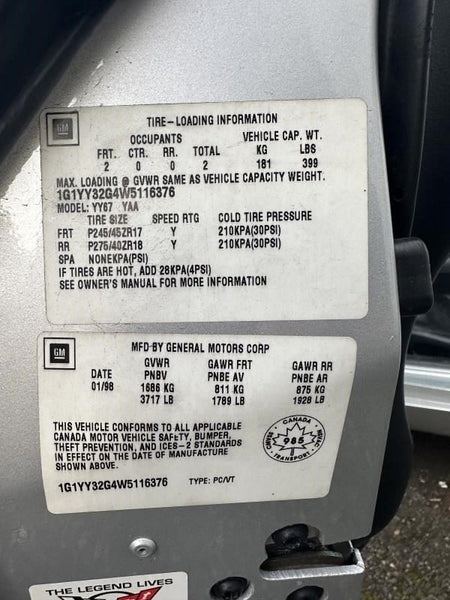 GM
TIRE-LOADING INFORMATION
OCCUPANTS VEHICLE CAP. WT.
FRT. CTR. RR. TOTAL KG LBS
2 0 0 2 181 399
MAX. LOADING @ GVWR SAME AS VEHICLE CAPACITY WEIGHT.
1G1YY32G4W5116376
MODEL: YY67 YAA
TIRE SIZE SPEED RTG COLD TIRE PRESSURE
FRT P245/45ZR17 Y 210KPA(30PSI)
RR P275/40ZR18 Y 210KPA(30PSI)
SPA NONEKPA(PSI)
IF TIRES ARE HOT, ADD 28KPA(4PSI)
SEE OWNER'S MANUAL FOR MORE INFORMATION
GM
MFD BY GENERAL MOTORS CORP
GVWR GAWR FRT GAWR RR
DATE PNBV PNBE AV PNBE AR
01/98 1686 KG 811 KG 875 KG
3717 LB 1789 LB 1928 LB
THIS VEHICLE CONFORMS TO ALL APPLICABLE
CANADA MOTOR VEHICLE SAFETY, BUMPER,
THEFT PREVENTION, AND ICES-2 STANDARDS
IN EFFECT ON THE DATE OF MANUFACTURE
SHOWN ABOVE.
CANADA
985
TRANSPORT
1G1YY32G4W5116376 TYPE: PC/VT
THE LEGEND LIVES